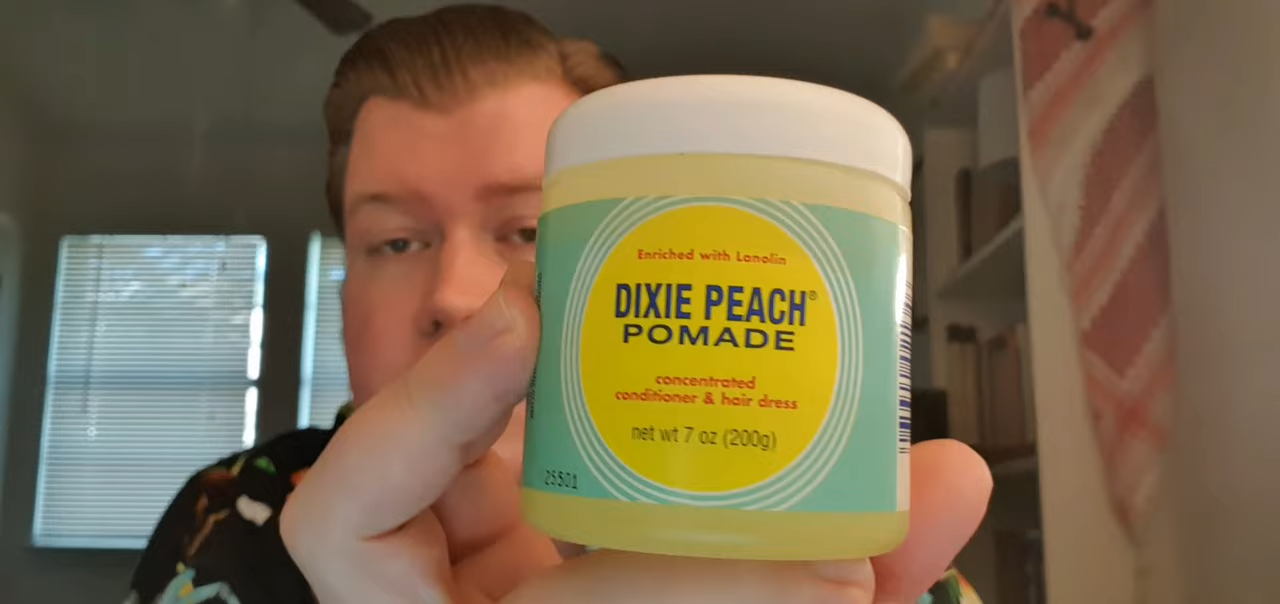 Enriched with Lanolin
DIXIE PEACH®
POMADE
concentrated
conditioner & hair dress
net wt 7 oz (200g)
25501